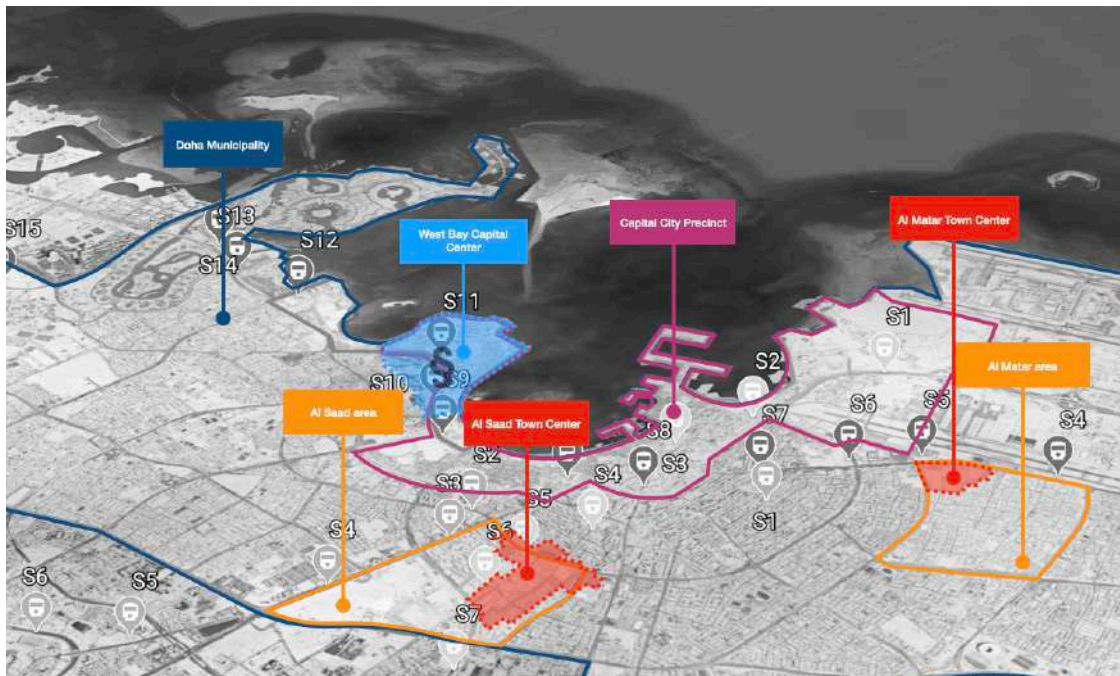 Doha Municipality
S15
S13
S14
S12
West Bay Capital
Center
Capital City Precinct
Al Matar Town Center
S11
S1
S10
S9
S2
Al Matar area
Al Saad area
Al Saad Town Center
S7
S6
S5
S4
S8
S2
S3
S3
S4
S5
S1
S4
S6
S6
S5
S7